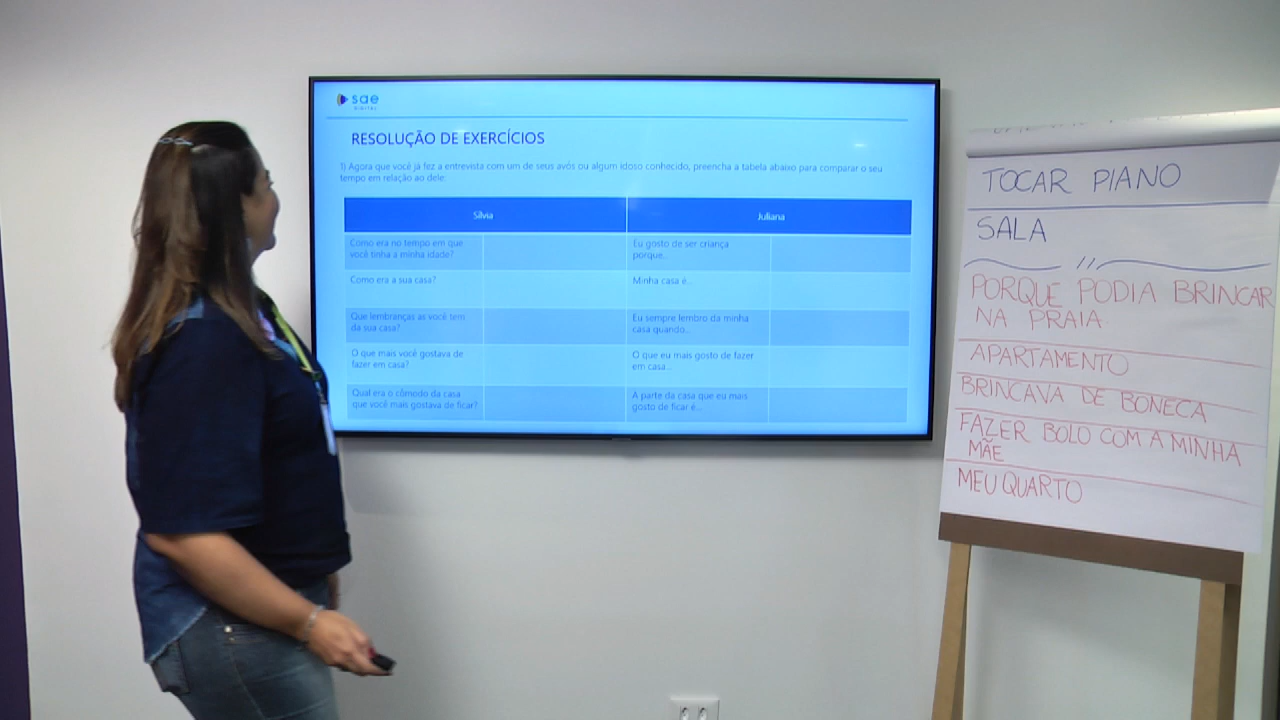 sae
DIGITAL
RESOLUÇÃO DE EXERCÍCIOS
1) Agora que você já fez a entrevista com um de seus avós ou algum idoso conhecido, preencha a tabela abaixo para comparar o seu
tempo em relação ao dele:
Sílvia
Juliana
Como era no tempo em que
você tinha a minha idade?
Eu gosto de ser criança
porque...
Como era a sua casa?
Minha casa é...
Que lembranças as você tem
da sua casa?
Eu sempre lembro da minha
casa quando...
O que mais você gostava de
fazer em casa?
O que eu mais gosto de fazer
em casa...
Qual era o cômodo da casa
que você mais gostava de ficar?
A parte da casa que eu mais
gosto de ficar é...
TOCAR PIANO
SALA
PORQUE PODIA BRINCAR
NA PRAIA
APARTAMENTO
BRINCAVA DE BONECA
FAZER BOLO COM A MINHA
MÃE
MEU QUARTO